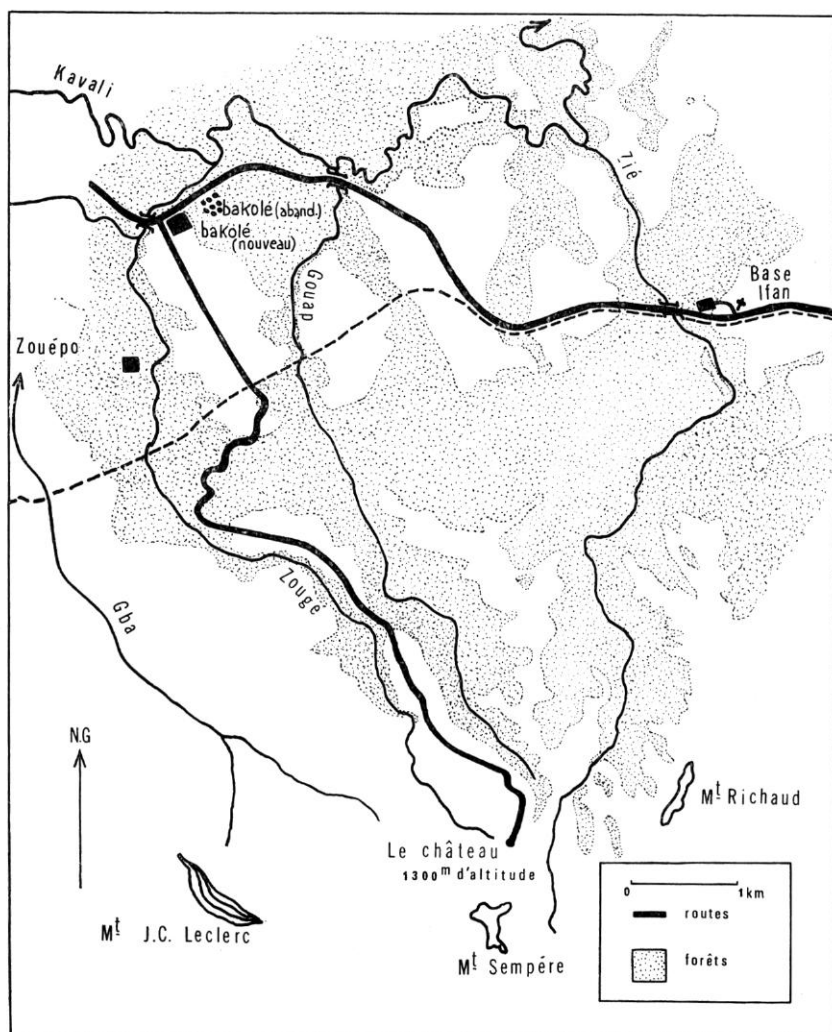 Kavali
Zié
bakolé (aband.)
bakolé
(nouveau)
Gouap
Base
Ifan
Zouépo
Gba
Zougé
N.G
Mt Richaud
Le château
1300m d'altitude
Mt J.C. Leclerc
Mt Sempére
0 1km
routes
forêts